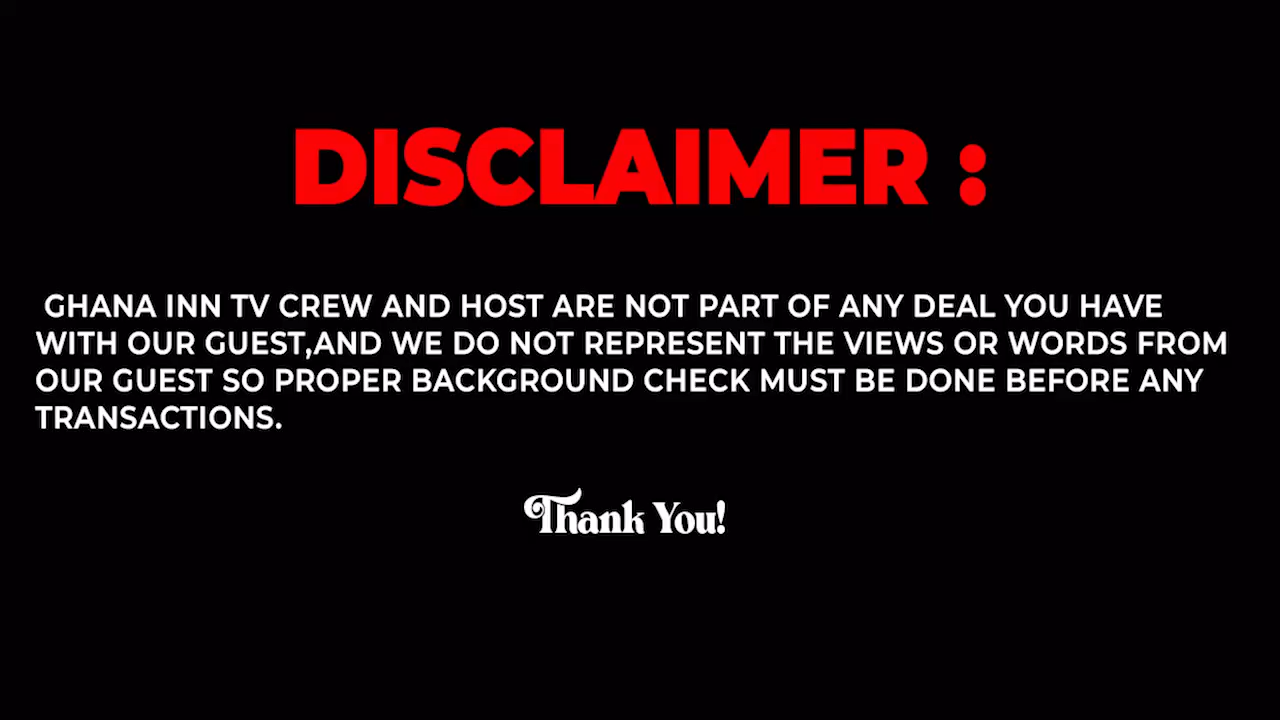 DISCLAIMER :
GHANA INN TV CREW AND HOST ARE NOT PART OF ANY DEAL YOU HAVE
WITH OUR GUEST,AND WE DO NOT REPRESENT THE VIEWS OR WORDS FROM
OUR GUEST SO PROPER BACKGROUND CHECK MUST BE DONE BEFORE ANY
TRANSACTIONS.
Thank You!